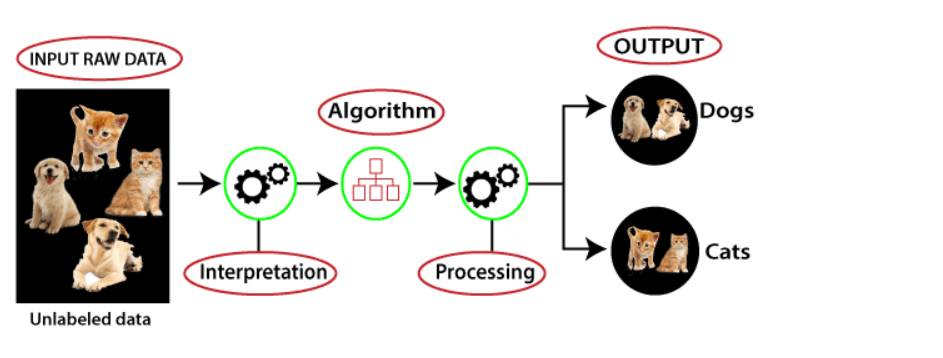 INPUT RAW DATA
Unlabeled data
Interpretation
Algorithm
Processing
OUTPUT
Dogs
Cats